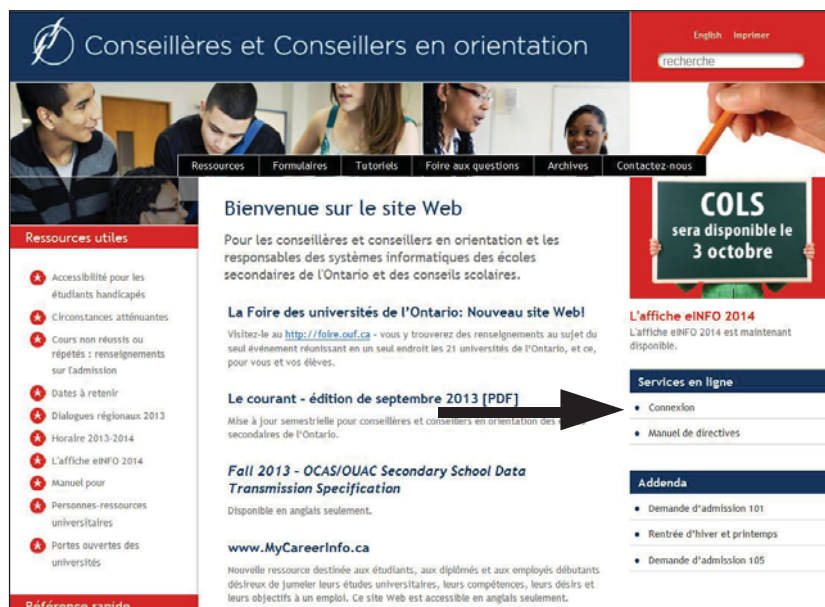 Conseillères et Conseillers en orientation
English Imprimer
recherche
Ressources Formulaires Tutoriels Foire aux questions Archives Contactez-nous
Ressources utiles
Accessibilité pour les
étudiants handicapés
Circonstances atténuantes
Cours non réussis ou
répétés : renseignements
sur l'admission
Dates à retenir
Dialogues régionaux 2013
Horaire 2013-2014
L'affiche eINFO 2014
Manuel pour
Personnes-ressources
universitaires
Portes ouvertes des
universités
Référence rapide
Bienvenue sur le site Web
Pour les conseillères et conseillers en orientation et les
responsables des systèmes informatiques des écoles
secondaires de l'Ontario et des conseils scolaires.
La Foire des universités de l'Ontario: Nouveau site Web!
Visitez-le au http://foire.ouf.ca - vous y trouverez des renseignements au sujet du
seul événement réunissant en un seul endroit les 21 universités de l'Ontario, et ce,
pour vous et vos élèves.
Le courant - édition de septembre 2013 [PDF]
Mise à jour semestrielle pour conseillères et conseillers en orientation des
secondaires de l'Ontario.
Fall 2013 - OCAS/OUAC Secondary School Data
Transmission Specification
Disponible en anglais seulement.
www.MyCareerInfo.ca
Nouvelle ressource destinée aux étudiants, aux diplômés et aux employés débutants
désireux de jumeler leurs études universitaires, leurs compétences, leurs désirs et
leurs objectifs à un emploi. Ce site Web est accessible en anglais seulement.
COLS
sera disponible le
3 octobre
L'affiche eINFO 2014
L'affiche eINFO 2014 est maintenant
disponible.
Services en ligne
Connexion
Manuel de directives
Addenda
Demande d'admission 101
Rentrée d'hiver et printemps
Demande d'admission 105